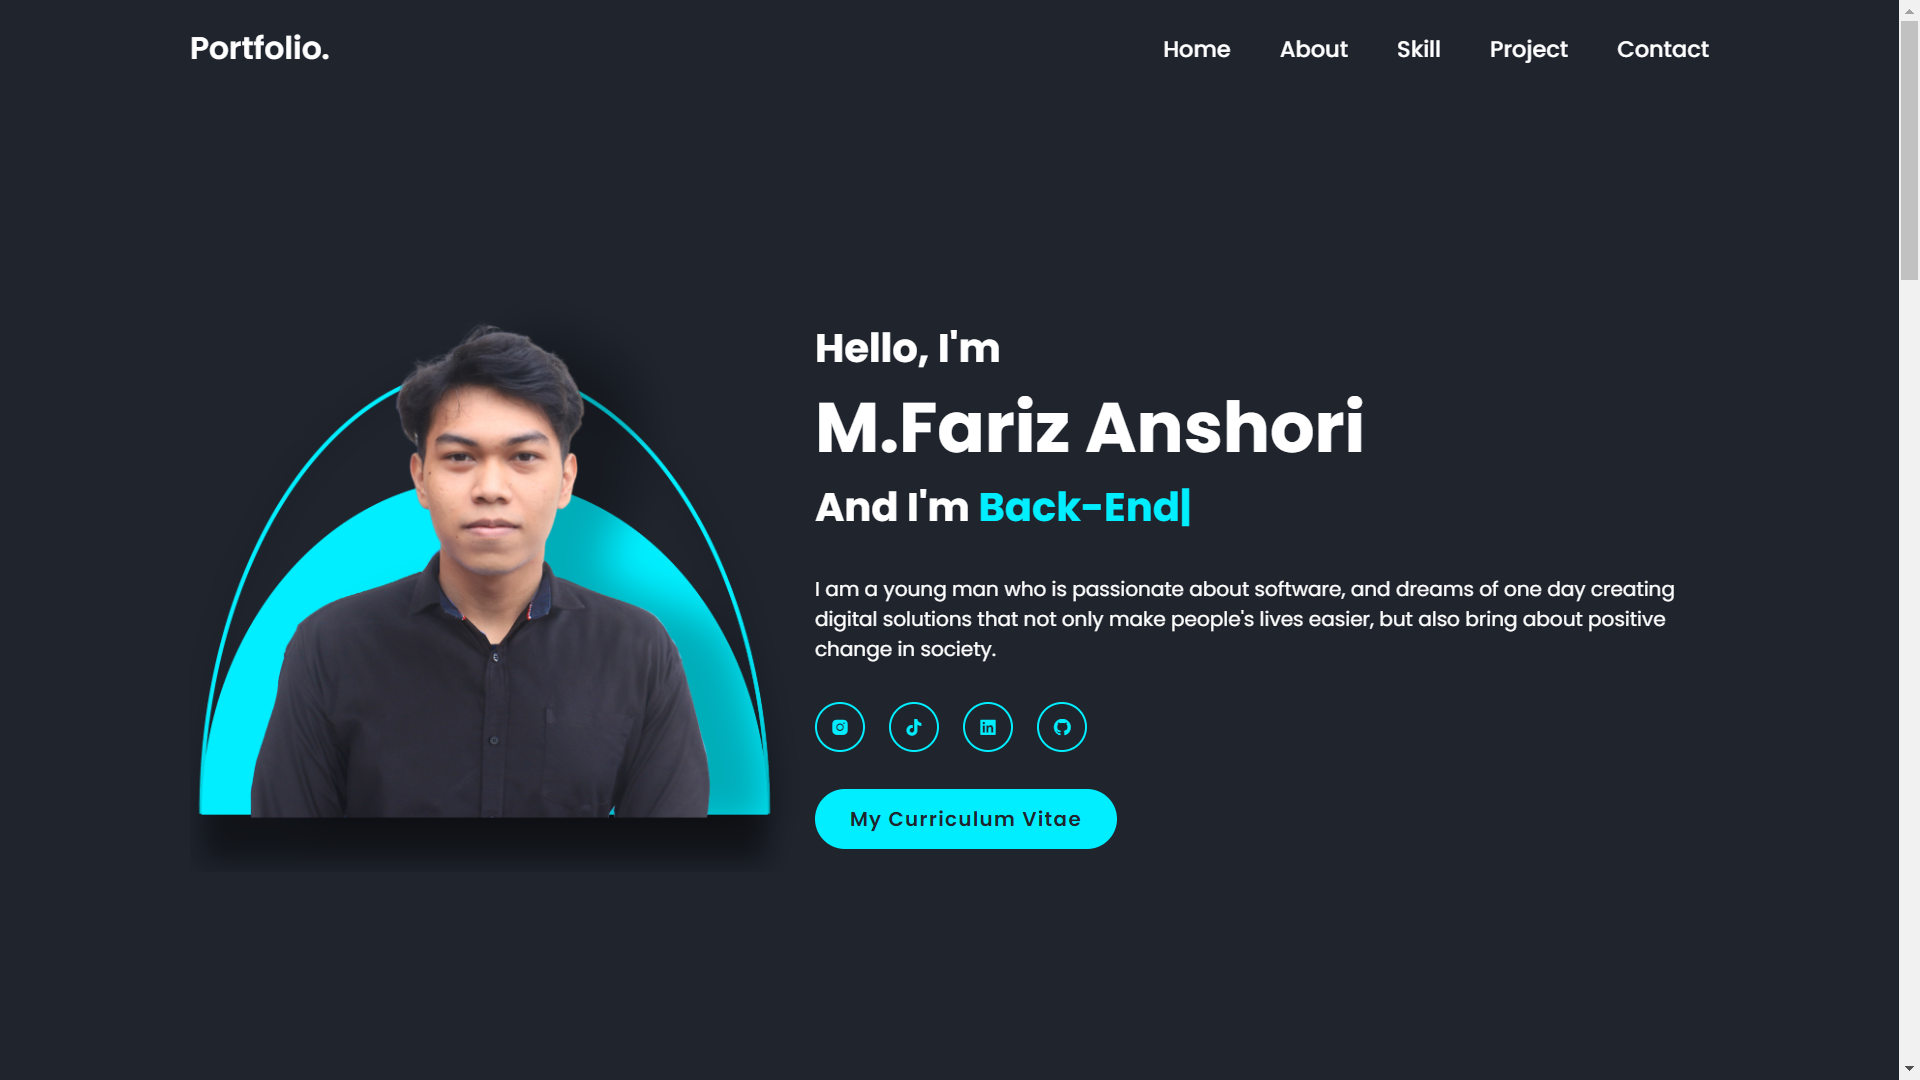 Portfolio.
Home
About
Skill
Project
Contact
Hello, I'm
M.Fariz Anshori
And I'm Back-End|
I am a young man who is passionate about software, and dreams of one day creating
digital solutions that not only make people's lives easier, but also bring about positive
change in society.
My Curriculum Vitae